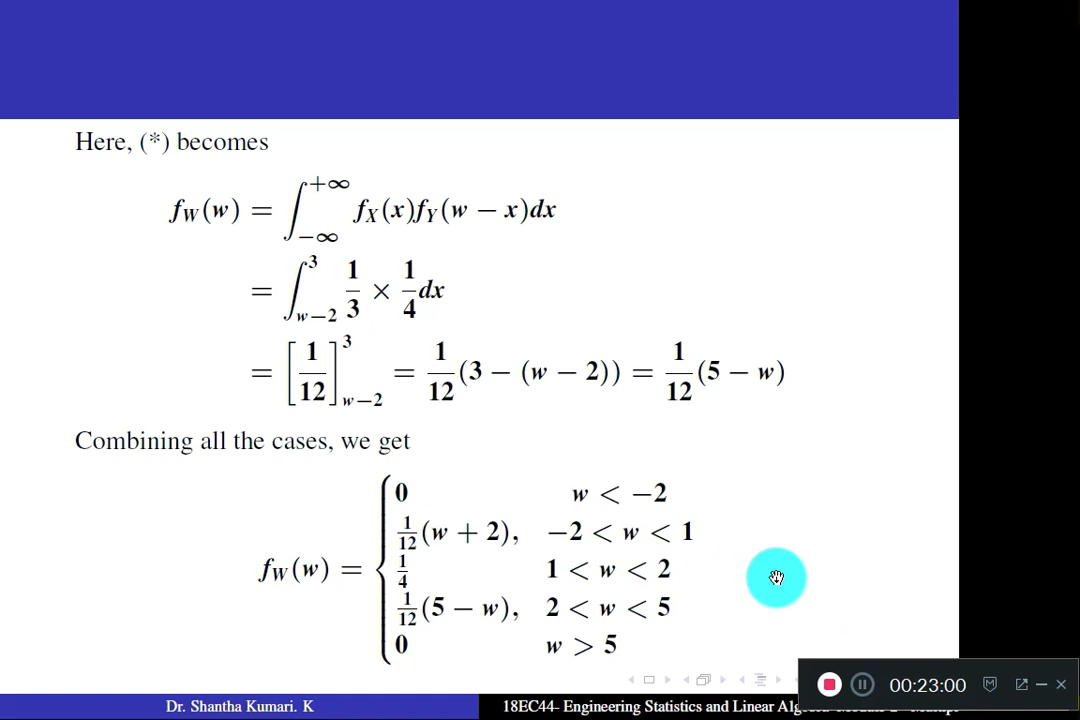 Here, (*) becomes
f_W(w) = ∫_{−∞}^{+∞} f_X(x) f_Y(w − x)dx
= ∫_{w−2}^{3} 1/3 × 1/4 dx
= [1/12]_{w−2}^{3} = 1/12 (3 − (w − 2)) = 1/12 (5 − w)
Combining all the cases, we get
f_W(w) = {
0 w < −2
1/12 (w + 2), −2 < w < 1
1/4 1 < w < 2
1/12 (5 − w), 2 < w < 5
0 w > 5
00:23:00
Dr. Shantha Kumari. K 18EC44- Engineering Statistics and Linear